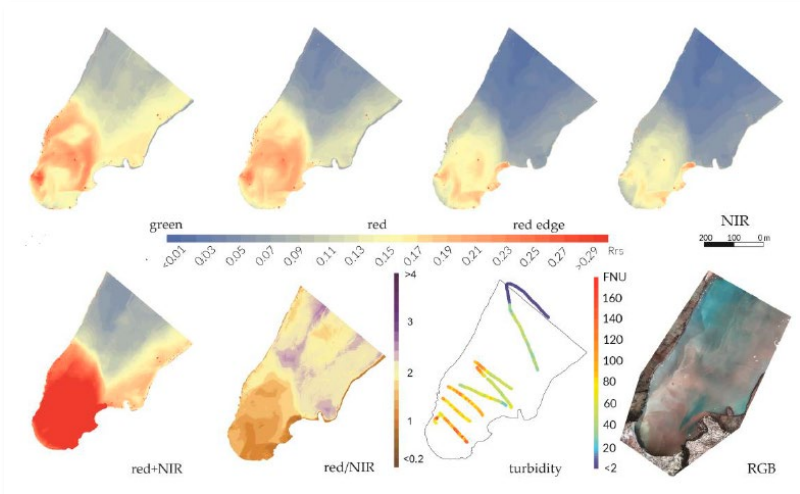 green
red
red edge
NIR
200 100 0 m
<0.01 0.03 0.05 0.07 0.09 0.11 0.13 0.15 0.17 0.19 0.21 0.23 0.25 0.27 >0.29 Rrs
>4
3
2
1
<0.2
FNU
160
140
120
100
80
60
40
20
<2
red+NIR
red/NIR
turbidity
RGB